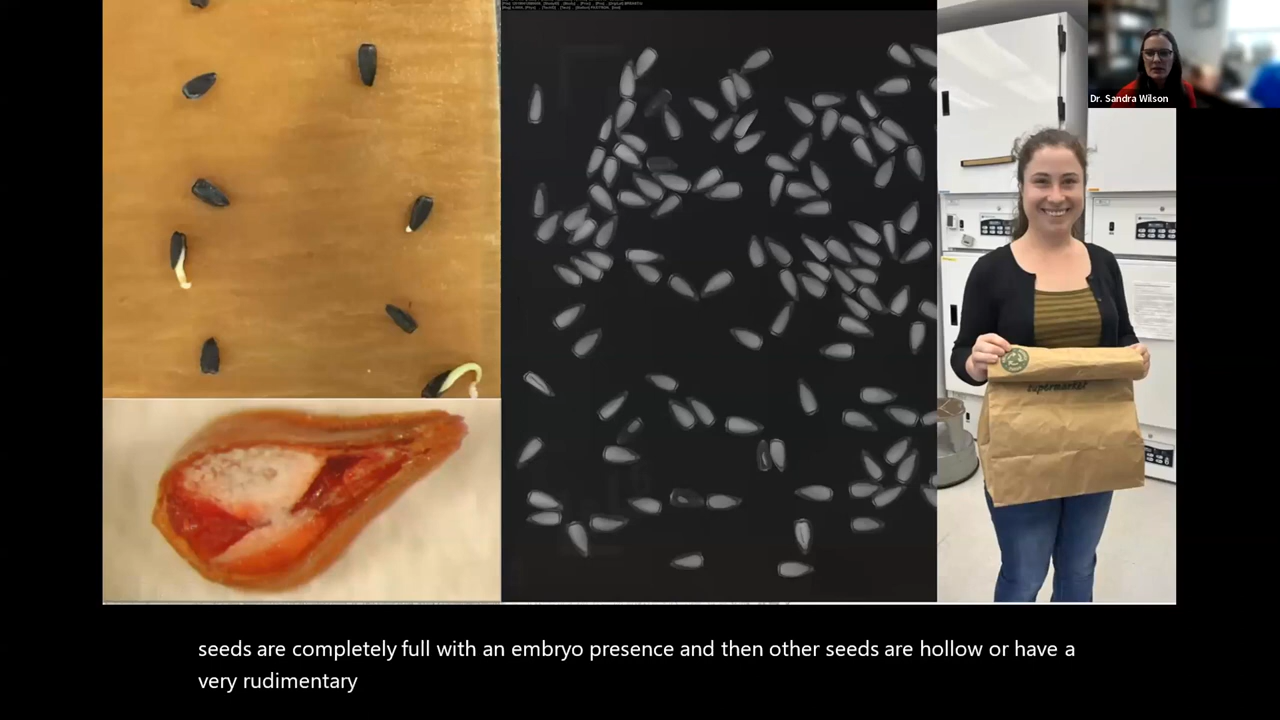 Dr. Sandra Wilson
supermarket
seeds are completely full with an embryo presence and then other seeds are hollow or have a
very rudimentary